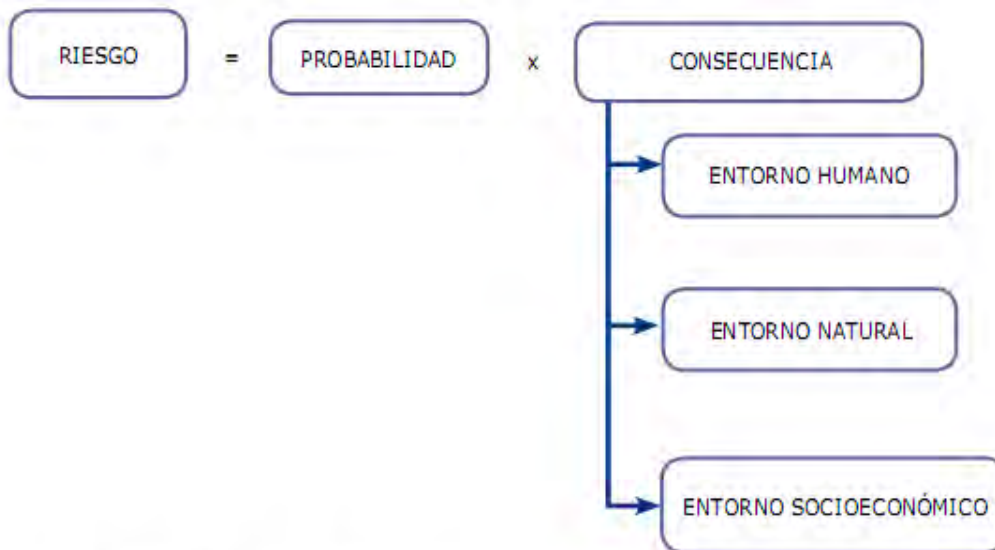 RIESGO = PROBABILIDAD x CONSECUENCIA
ENTORNO HUMANO
ENTORNO NATURAL
ENTORNO SOCIOECONÓMICO